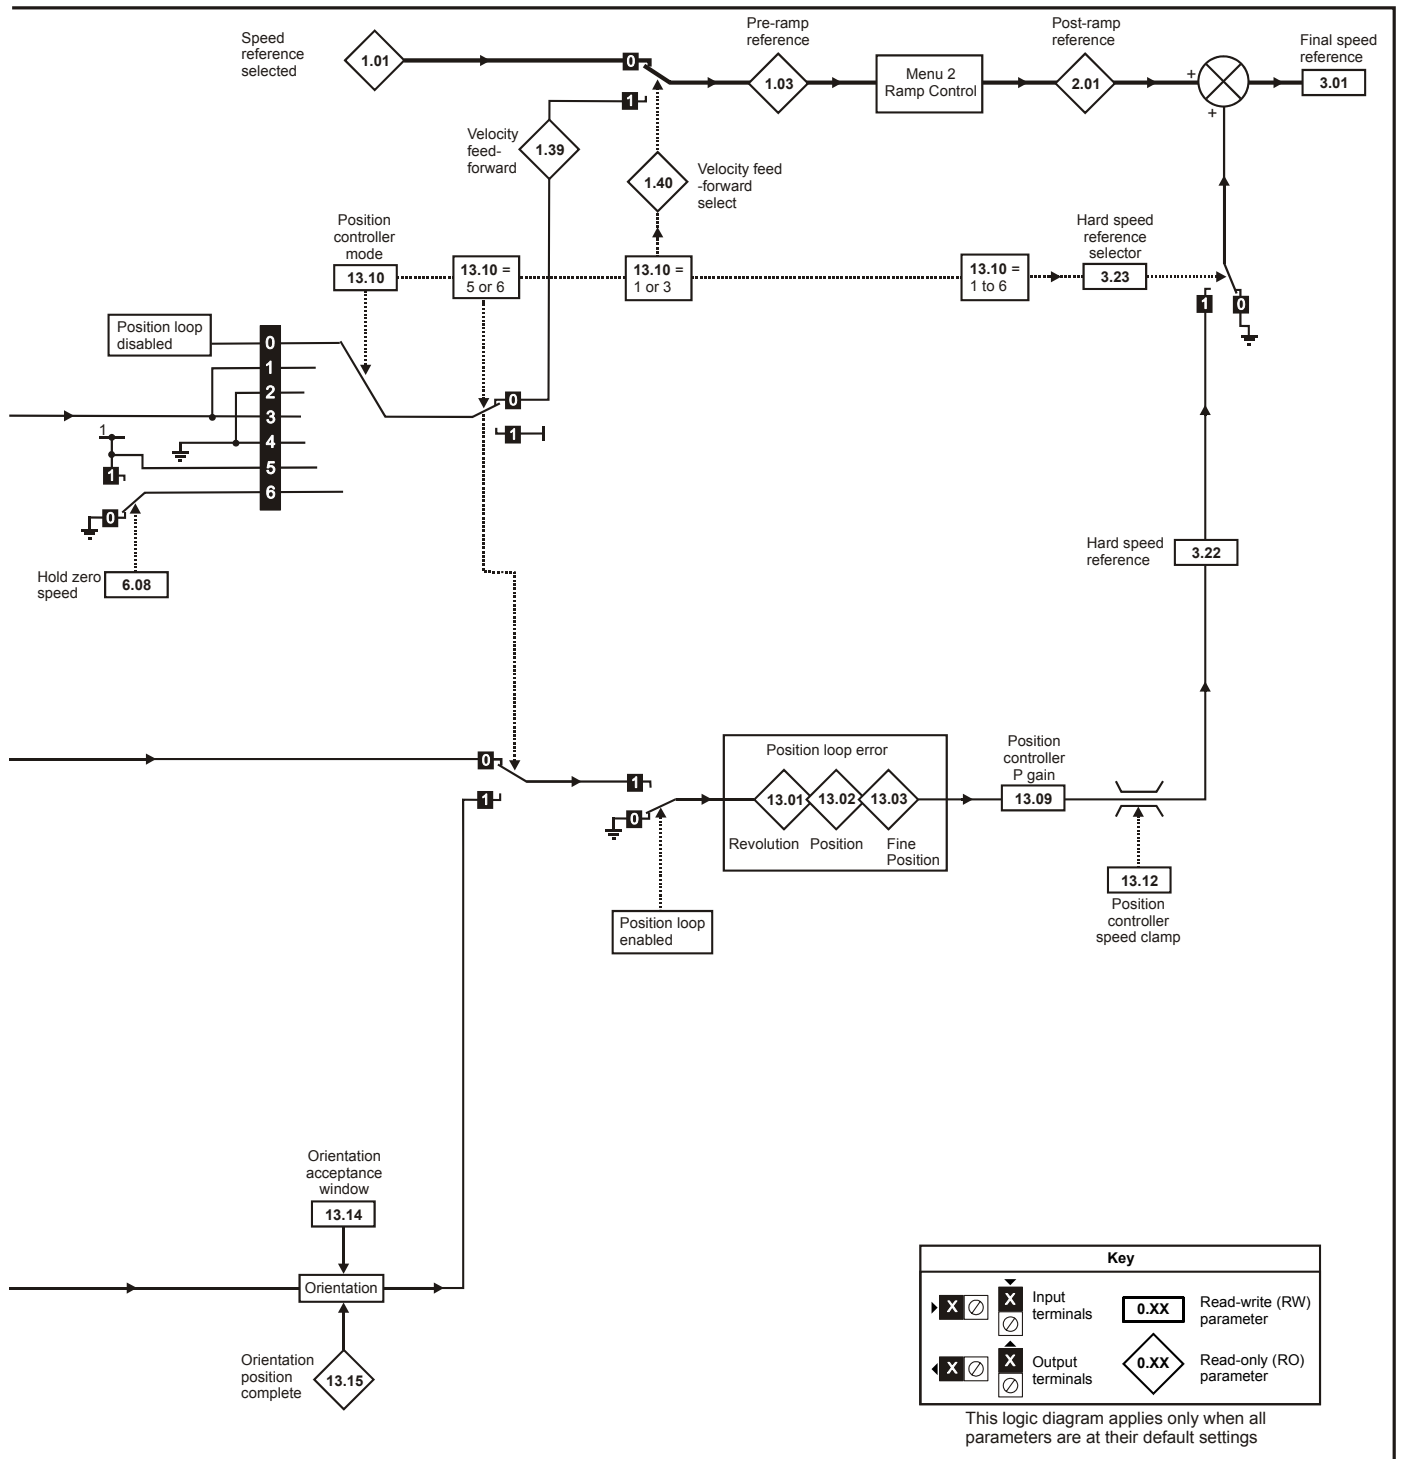 Speed
reference
selected
1.01
0
1
Pre-ramp
reference
1.03
Menu 2
Ramp Control
Post-ramp
reference
2.01
+
+
Final speed
reference
3.01
Velocity
feed-
forward
1.39
1.40
Velocity feed
-forward
select
Position
controller
mode
13.10
13.10 =
5 or 6
13.10 =
1 or 3
13.10 =
1 to 6
Hard speed
reference
selector
3.23
1
0
Position loop
disabled
0
1
2
3
4
5
6
0
1
1
1
0
Hold zero
speed
6.08
Hard speed
reference
3.22
0
1
1
0
Position loop error
13.01
13.02
13.03
Revolution
Position
Fine
Position
Position
controller
P gain
13.09
13.12
Position
controller
speed clamp
Position loop
enabled
Orientation
acceptance
window
13.14
Orientation
Orientation
position
complete
13.15
Key
X
X
Input
terminals
0.XX
Read-write (RW)
parameter
X
X
Output
terminals
0.XX
Read-only (RO)
parameter
This logic diagram applies only when all
parameters are at their default settings